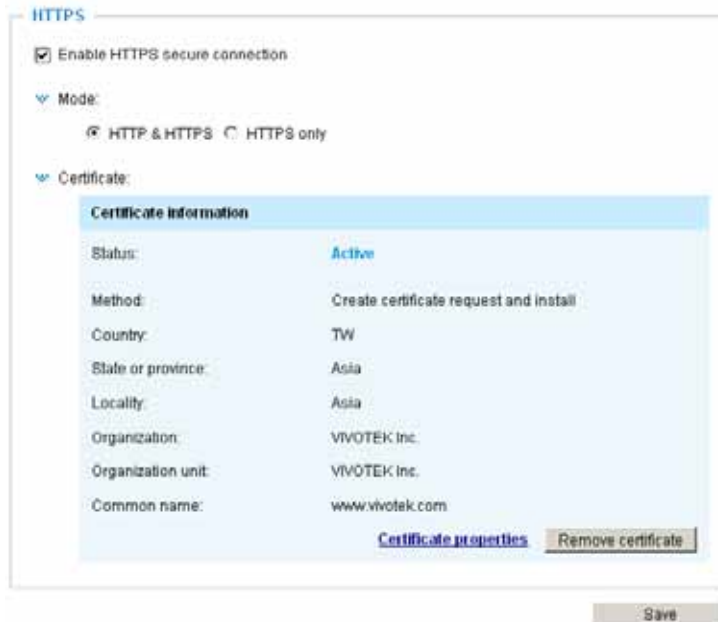 HTTPS
Enable HTTPS secure connection
Mode:
HTTP & HTTPS HTTPS only
Certificate:
Certificate information
Status: Active
Method: Create certificate request and install
Country: TW
State or province: Asia
Locality: Asia
Organization: VIVOTEK Inc.
Organization unit: VIVOTEK Inc.
Common name: www.vivotek.com
Certificate properties Remove certificate
Save